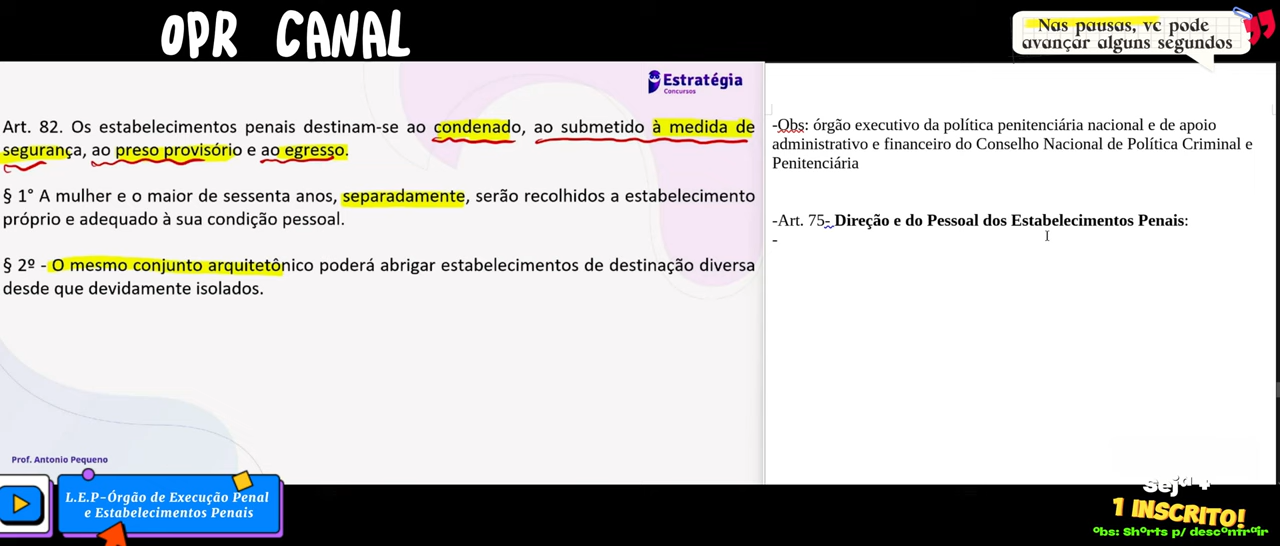 OPR CANAL
Nas pausas, vc pode
avançar alguns segundos
Estratégia
Concursos
Art. 82. Os estabelecimentos penais destinam-se ao condenado, ao submetido à medida de
segurança, ao preso provisório e ao egresso.
§ 1° A mulher e o maior de sessenta anos, separadamente, serão recolhidos a estabelecimento
próprio e adequado à sua condição pessoal.
§ 2º - O mesmo conjunto arquitetônico poderá abrigar estabelecimentos de destinação diversa
desde que devidamente isolados.
Prof. Antonio Pequeno
L.E.P-Órgão de Execução Penal
e Estabelecimentos Penais
-Obs: órgão executivo da política penitenciária nacional e de apoio
administrativo e financeiro do Conselho Nacional de Política Criminal e
Penitenciária
-Art. 75- Direção e do Pessoal dos Estabelecimentos Penais:
-
Seja +
1 INSCRITO!
Obs: Shorts p/ descontrair